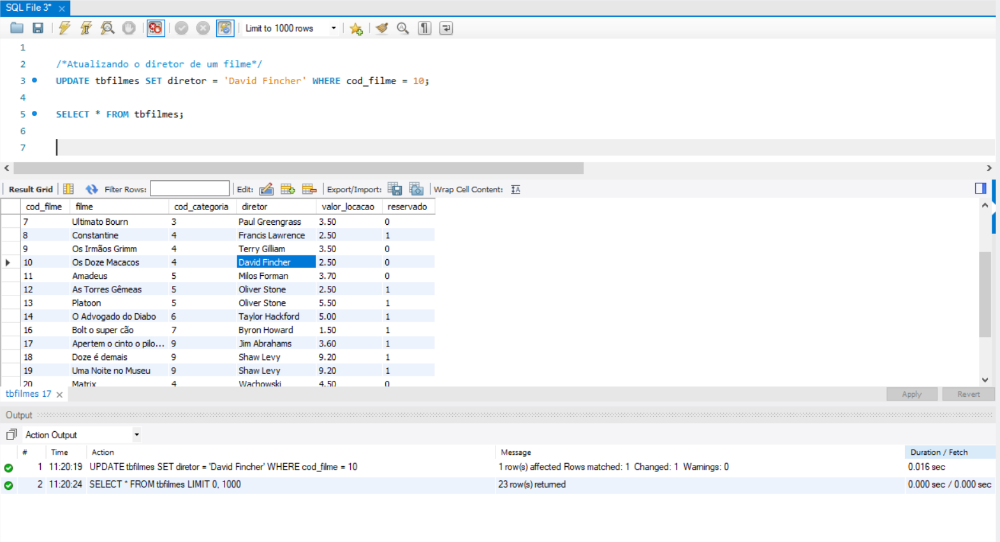 SQL File 3*
Limit to 1000 rows
1
2 /*Atualizando o diretor de um filme*/
3 UPDATE tbfilmes SET diretor = 'David Fincher' WHERE cod_filme = 10;
4
5 SELECT * FROM tbfilmes;
6
7
Result Grid Filter Rows: Edit: Export/Import: Wrap Cell Content:
cod_filme filme cod_categoria diretor valor_locacao reservado
7 Ultimato Bourn 3 Paul Greengrass 3.50 0
8 Constantine 4 Francis Lawrence 2.50 1
9 Os Irmãos Grimm 4 Terry Gilliam 3.50 0
10 Os Doze Macacos 4 David Fincher 2.50 0
11 Amadeus 5 Milos Forman 3.70 0
12 As Torres Gêmeas 5 Oliver Stone 2.50 1
13 Platoon 5 Oliver Stone 5.50 1
14 O Advogado do Diabo 6 Taylor Hackford 5.00 1
16 Bolt o super cão 7 Byron Howard 1.50 1
17 Apertem o cinto o pilo... 9 Jim Abrahams 3.60 1
18 Doze é demais 9 Shaw Levy 9.20 1
19 Uma Noite no Museu 9 Shaw Levy 9.20 1
20 Matrix 4 Wachowski 4.50 0
tbfilmes 17 Apply Revert
Output
Action Output
# Time Action Message Duration / Fetch
1 11:20:19 UPDATE tbfilmes SET diretor = 'David Fincher' WHERE cod_filme = 10 1 row(s) affected Rows matched: 1 Changed: 1 Warnings: 0 0.016 sec
2 11:20:24 SELECT * FROM tbfilmes LIMIT 0, 1000 23 row(s) returned 0.000 sec / 0.000 sec